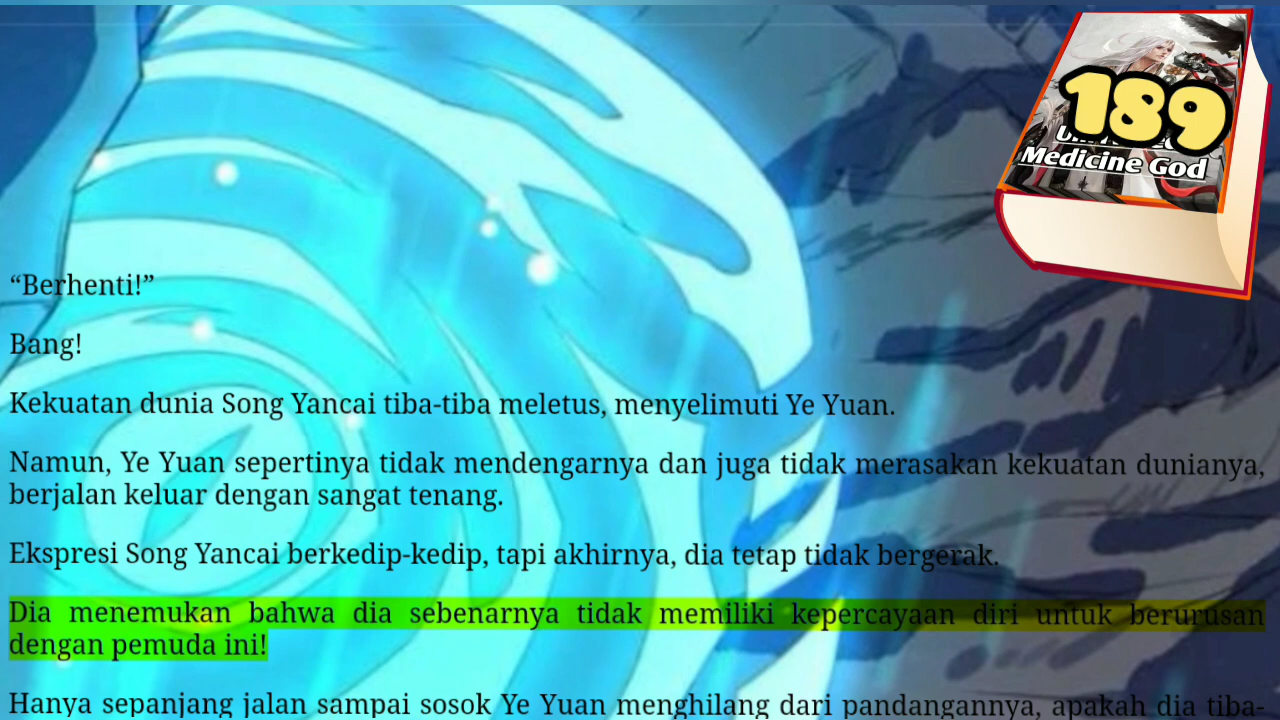 189
Medicine God
“Berhenti!”
Bang!
Kekuatan dunia Song Yancai tiba-tiba meletus, menyelimuti Ye Yuan.
Namun, Ye Yuan sepertinya tidak mendengarnya dan juga tidak merasakan kekuatan dunianya,
berjalan keluar dengan sangat tenang.
Ekspresi Song Yancai berkedip-kedip, tapi akhirnya, dia tetap tidak bergerak.
Dia menemukan bahwa dia sebenarnya tidak memiliki kepercayaan diri untuk berurusan
dengan pemuda ini!
Hanya sepanjang jalan sampai sosok Ye Yuan menghilang dari pandangannya, apakah dia tiba-